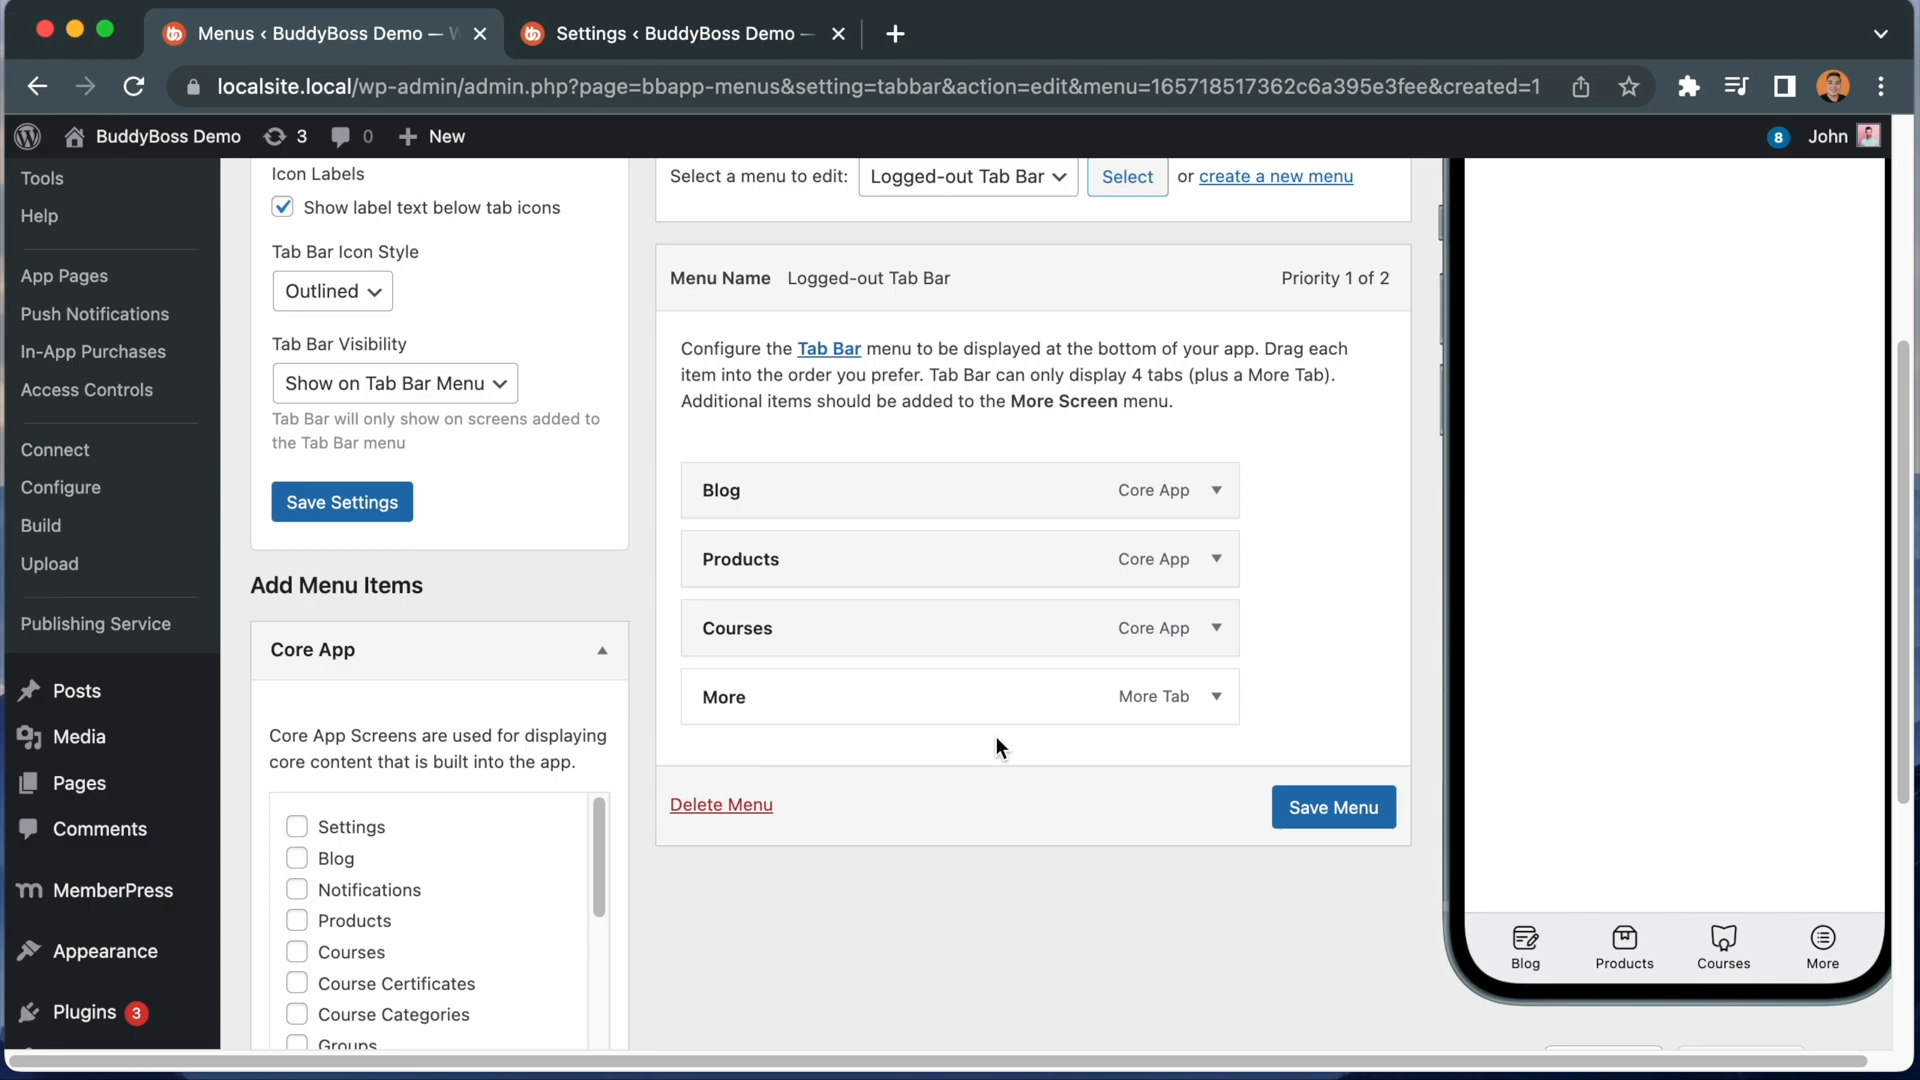 Menus < BuddyBoss Demo —
Settings < BuddyBoss Demo —
localsite.local/wp-admin/admin.php?page=bbapp-menus&setting=tabbar&action=edit&menu=165718517362c6a395e3fee&created=1
BuddyBoss Demo
3
0
New
8
John
Tools
Help
App Pages
Push Notifications
In-App Purchases
Access Controls
Connect
Configure
Build
Upload
Publishing Service
Posts
Media
Pages
Comments
MemberPress
Appearance
Plugins 3
Icon Labels
Show label text below tab icons
Tab Bar Icon Style
Outlined
Tab Bar Visibility
Show on Tab Bar Menu
Tab Bar will only show on screens added to
the Tab Bar menu
Save Settings
Add Menu Items
Core App
Core App Screens are used for displaying
core content that is built into the app.
Settings
Blog
Notifications
Products
Courses
Course Certificates
Course Categories
Groups
Select a menu to edit: Logged-out Tab Bar Select or create a new menu
Menu Name Logged-out Tab Bar Priority 1 of 2
Configure the Tab Bar menu to be displayed at the bottom of your app. Drag each
item into the order you prefer. Tab Bar can only display 4 tabs (plus a More Tab).
Additional items should be added to the More Screen menu.
Blog Core App
Products Core App
Courses Core App
More More Tab
Delete Menu
Save Menu
Blog Products Courses More